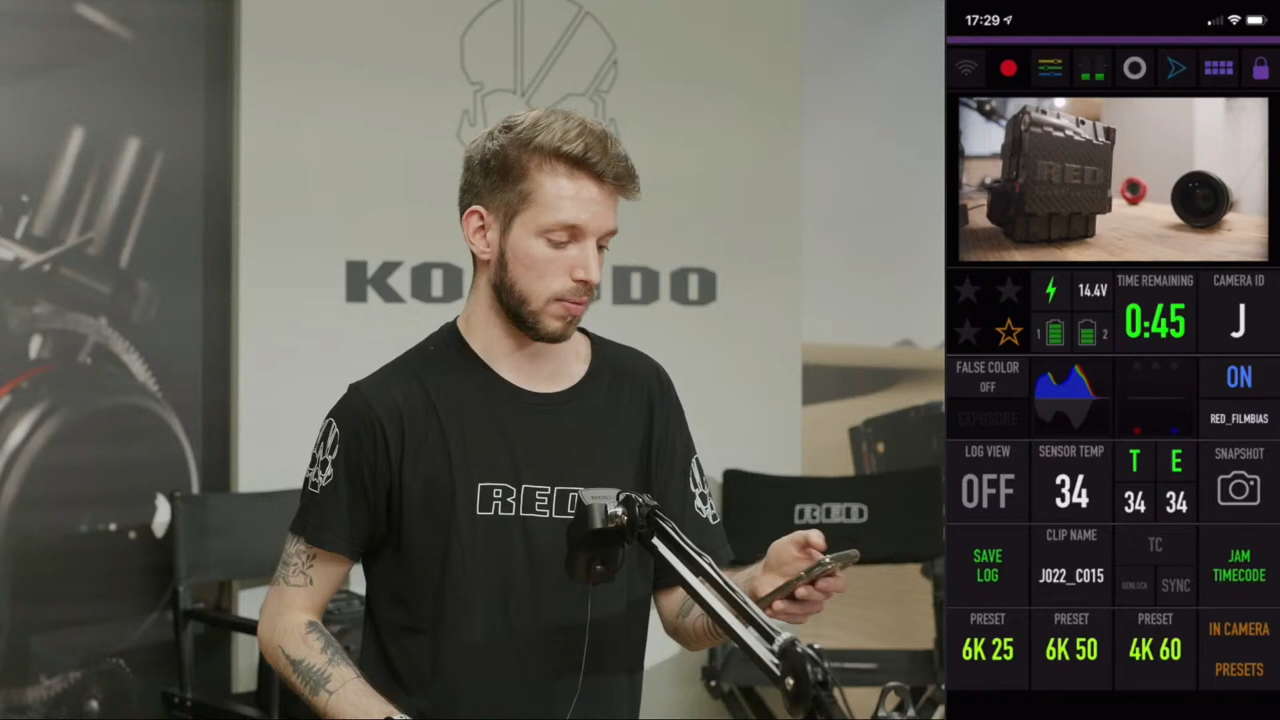 17:29
KO DO
RED
RED
RED
TIME REMAINING
CAMERA ID
14.4V
0:45
J
1
2
FALSE COLOR
OFF
ON
EXPOSURE
RED_FILMBIAS
LOG VIEW
SENSOR TEMP
T
E
SNAPSHOT
OFF
34
34
34
CLIP NAME
TC
SAVE
LOG
JAM
TIMECODE
J022_C015
GENLOCK
SYNC
PRESET
PRESET
PRESET
IN CAMERA
6K 25
6K 50
4K 60
PRESETS